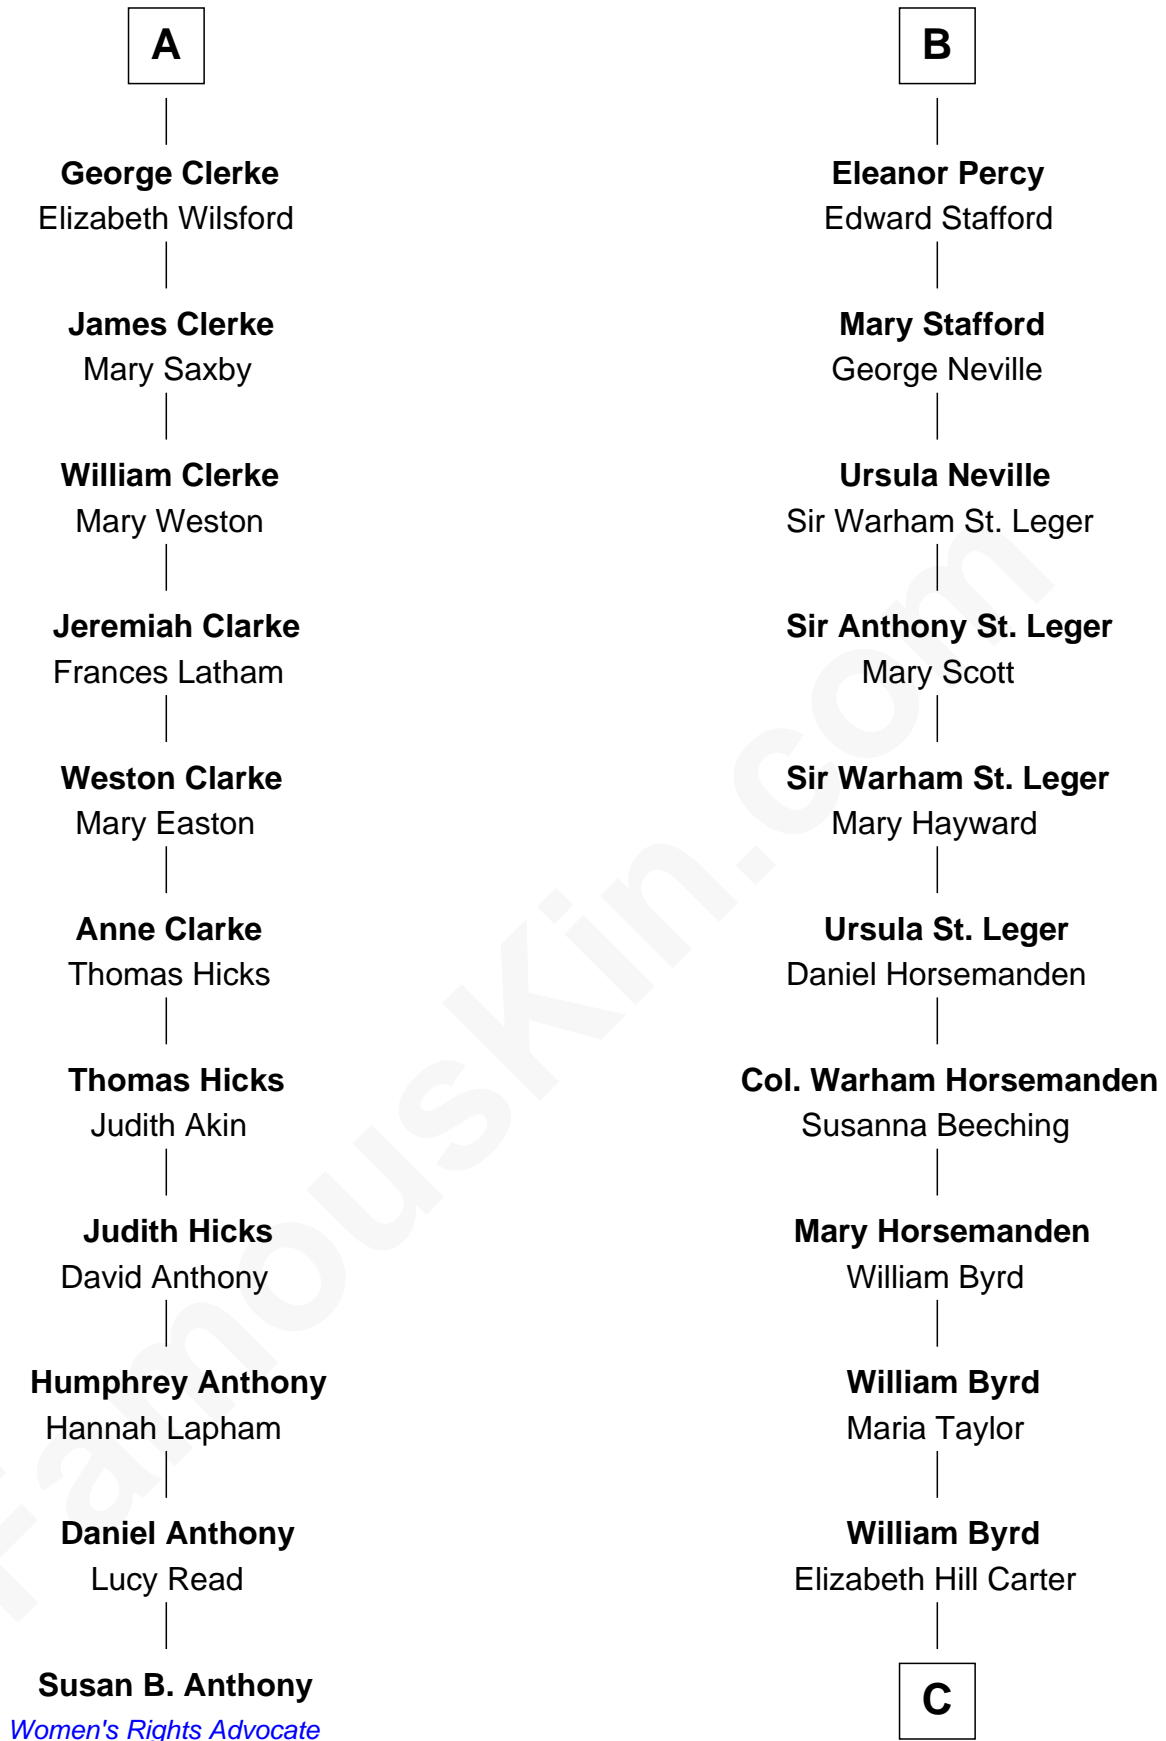 A
George Clerke
Elizabeth Wilsford
James Clerke
Mary Saxby
William Clerke
Mary Weston
Jeremiah Clarke
Frances Latham
Weston Clarke
Mary Easton
Anne Clarke
Thomas Hicks
Thomas Hicks
Judith Akin
Judith Hicks
David Anthony
Humphrey Anthony
Hannah Lapham
Daniel Anthony
Lucy Read
Susan B. Anthony
Women's Rights Advocate
B
Eleanor Percy
Edward Stafford
Mary Stafford
George Neville
Ursula Neville
Sir Warham St. Leger
Sir Anthony St. Leger
Mary Scott
Sir Warham St. Leger
Mary Hayward
Ursula St. Leger
Daniel Horsemanden
Col. Warham Horsemanden
Susanna Beeching
Mary Horsemanden
William Byrd
William Byrd
Maria Taylor
William Byrd
Elizabeth Hill Carter
C
FamousKin.com